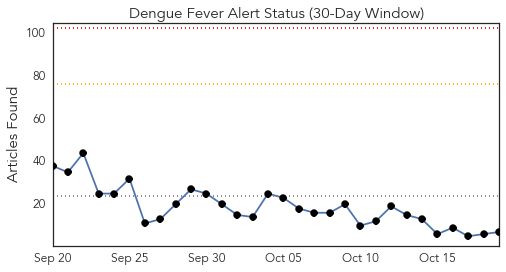 Dengue Fever Alert Status (30-Day Window)
Articles Found
100
80
60
40
20
Sep 20 Sep 25 Sep 30 Oct 05 Oct 10 Oct 15